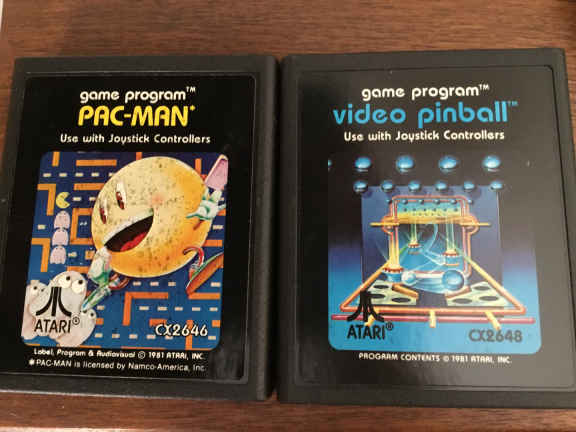 game program™
PAC-MAN*
Use with Joystick Controllers
ATARI®
CX2646
Label, Program & Audiovisual © 1981 ATARI, INC.
* PAC-MAN is licensed by Namco-America, Inc.
game program™
video pinball™
Use with Joystick Controllers
ATARI®
CX2648
PROGRAM CONTENTS © 1981 ATARI, INC.